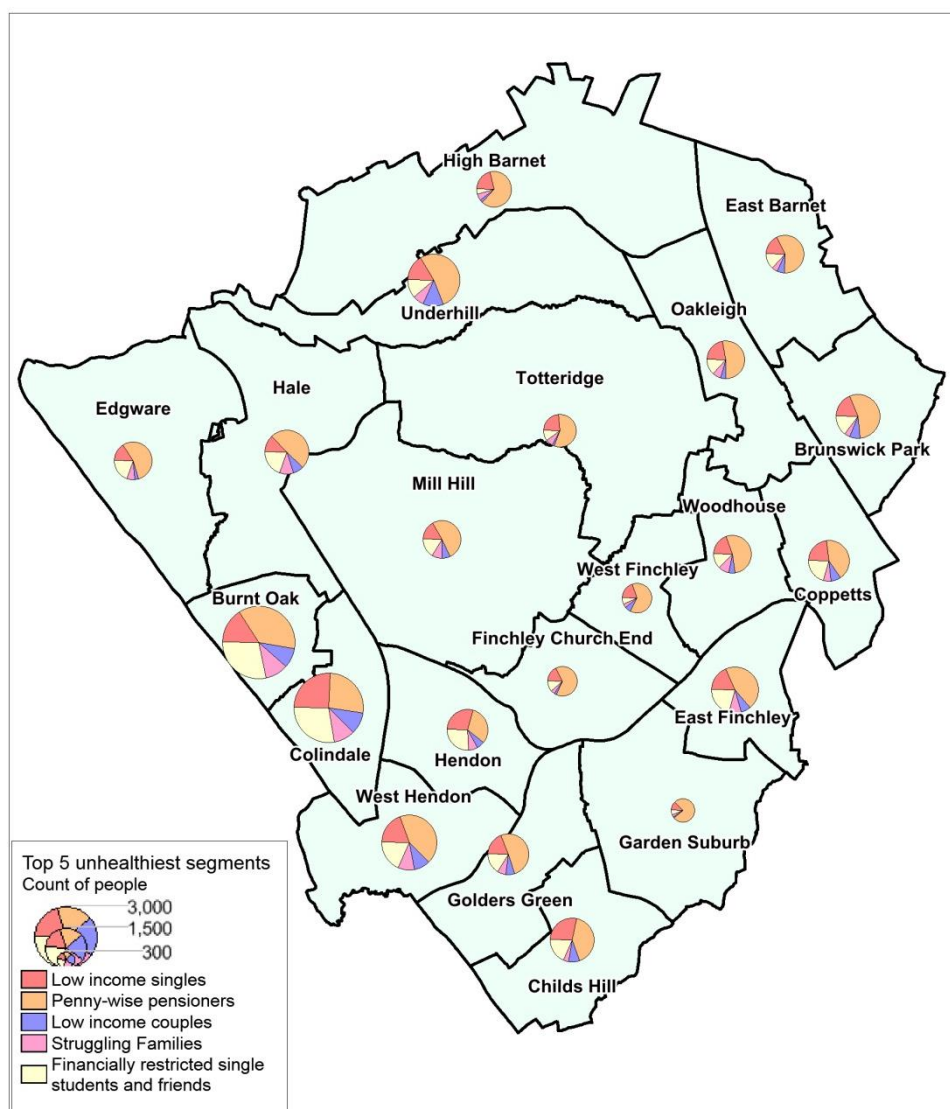 High Barnet
East Barnet
Underhill
Oakleigh
Totteridge
Hale
Edgware
Brunswick Park
Mill Hill
Woodhouse
West Finchley
Coppetts
Burnt Oak
Finchley Church End
East Finchley
Colindale
Hendon
West Hendon
Garden Suburb
Golders Green
Childs Hill
Top 5 unhealthiest segments
Count of people
3,000
1,500
300
Low income singles
Penny-wise pensioners
Low income couples
Struggling Families
Financially restricted single
students and friends